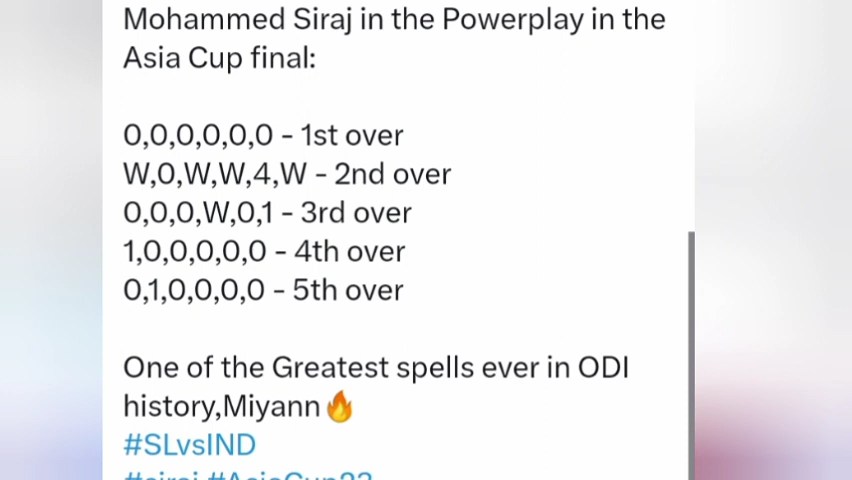 Mohammed Siraj in the Powerplay in the
Asia Cup final:
0,0,0,0,0,0 - 1st over
W,0,W,W,4,W - 2nd over
0,0,0,W,0,1 - 3rd over
1,0,0,0,0,0 - 4th over
0,1,0,0,0,0 - 5th over
One of the Greatest spells ever in ODI
history,Miyann🔥
#SLvsIND
#siraj #AsiaCup23